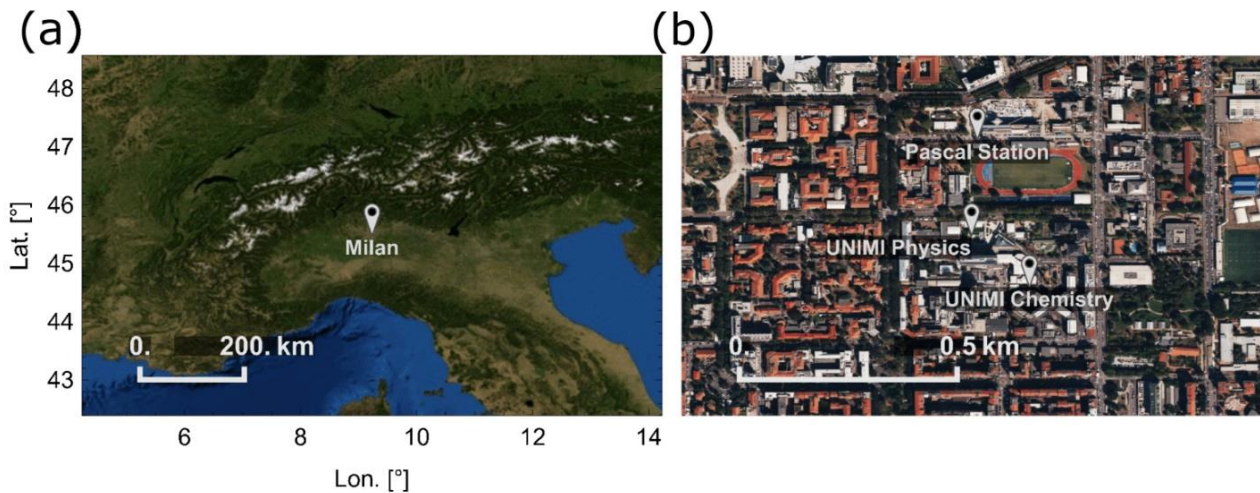 (a)
(b)
48
47
46
45
44
43
Lat. [°]
Milan
0. 200. km
6 8 10 12 14
Lon. [°]
Pascal Station
UNIMI Physics
UNIMI Chemistry
0. 0.5 km